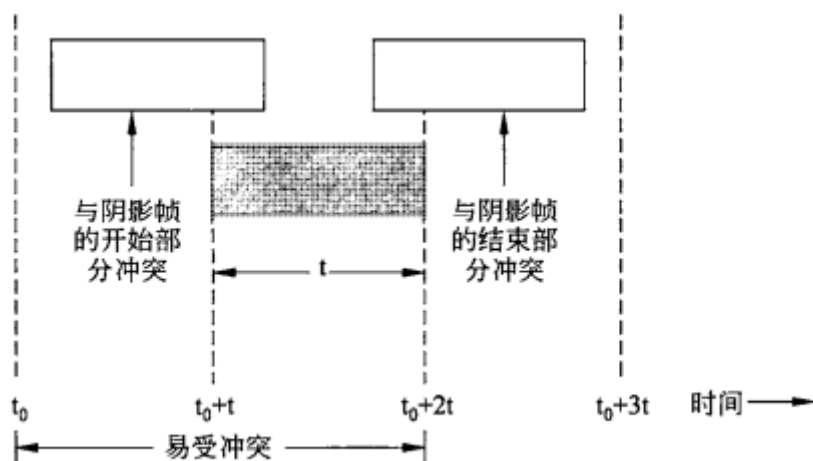 与阴影帧
的开始部
分冲突
与阴影帧
的结束部
分冲突
t
t₀
t₀+t
t₀+2t
t₀+3t
时间
易受冲突